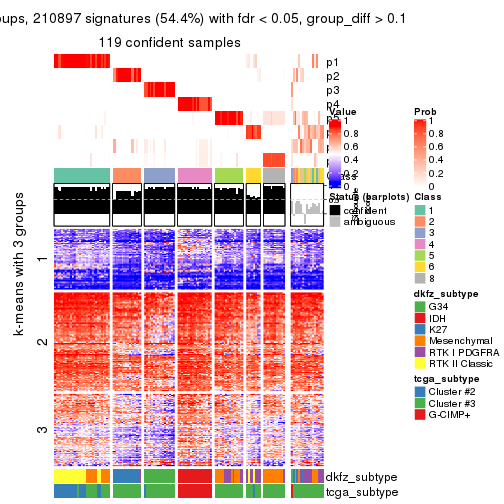 oups, 210897 signatures (54.4%) with fdr < 0.05, group_diff > 0.1
119 confident samples
p1
p2
p3
p4
k-means with 3 groups
1
2
3
Value
1
0.8
0.6
0.4
0.2
0
Prob
1
0.8
0.6
0.4
0.2
0
Status (barplots)
confident
ambiguous
Class
1
2
3
4
5
6
8
dkfz_subtype
G34
IDH
K27
Mesenchymal
RTK I PDGFRA
RTK II Classic
tcga_subtype
Cluster #2
Cluster #3
G-CIMP+
dkfz_subtype
tcga_subtype